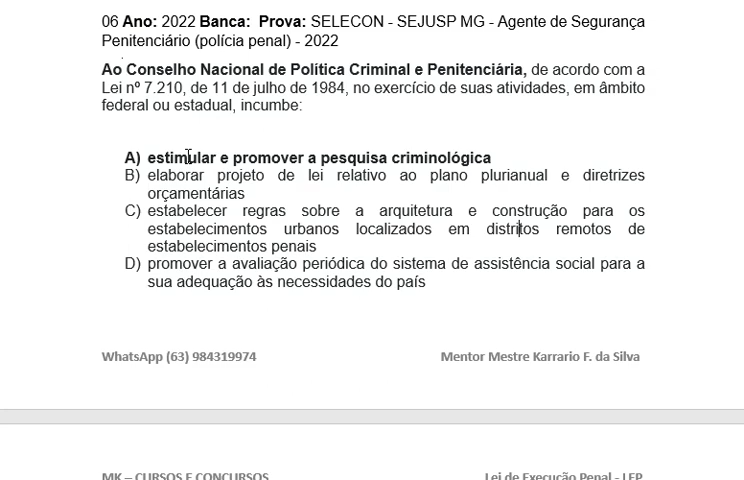 06 Ano: 2022 Banca: Prova: SELECON - SEJUSP MG - Agente de Segurança
Penitenciário (polícia penal) - 2022
Ao Conselho Nacional de Política Criminal e Penitenciária, de acordo com a
Lei nº 7.210, de 11 de julho de 1984, no exercício de suas atividades, em âmbito
federal ou estadual, incumbe:
A) estimular e promover a pesquisa criminológica
B) elaborar projeto de lei relativo ao plano plurianual e diretrizes
orçamentárias
C) estabelecer regras sobre a arquitetura e construção para os
estabelecimentos urbanos localizados em distritos remotos de
estabelecimentos penais
D) promover a avaliação periódica do sistema de assistência social para a
sua adequação às necessidades do país
WhatsApp (63) 984319974 Mentor Mestre Karrario F. da Silva
MK – CURSOS E CONCURSOS Lei de Execução Penal - LEP